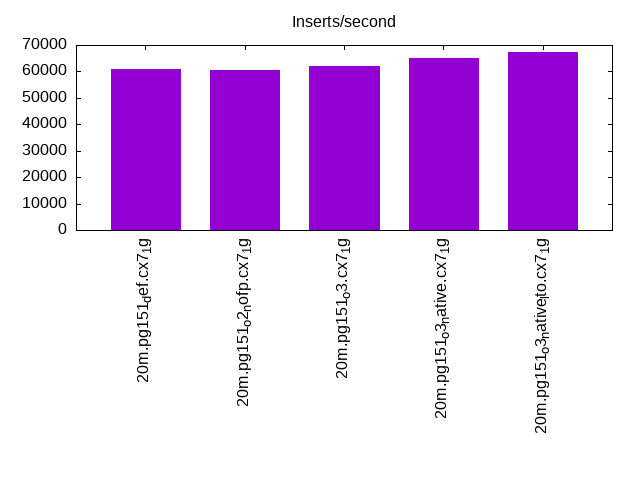 Inserts/second
70000
60000
50000
40000
30000
20000
10000
0
20m.pg151def.cx71g
20m.pg151o2nofp.cx71g
20m.pg151o3.cx71g
20m.pg151o3native.cx71g
20m.pg151o3nativelto.cx71g